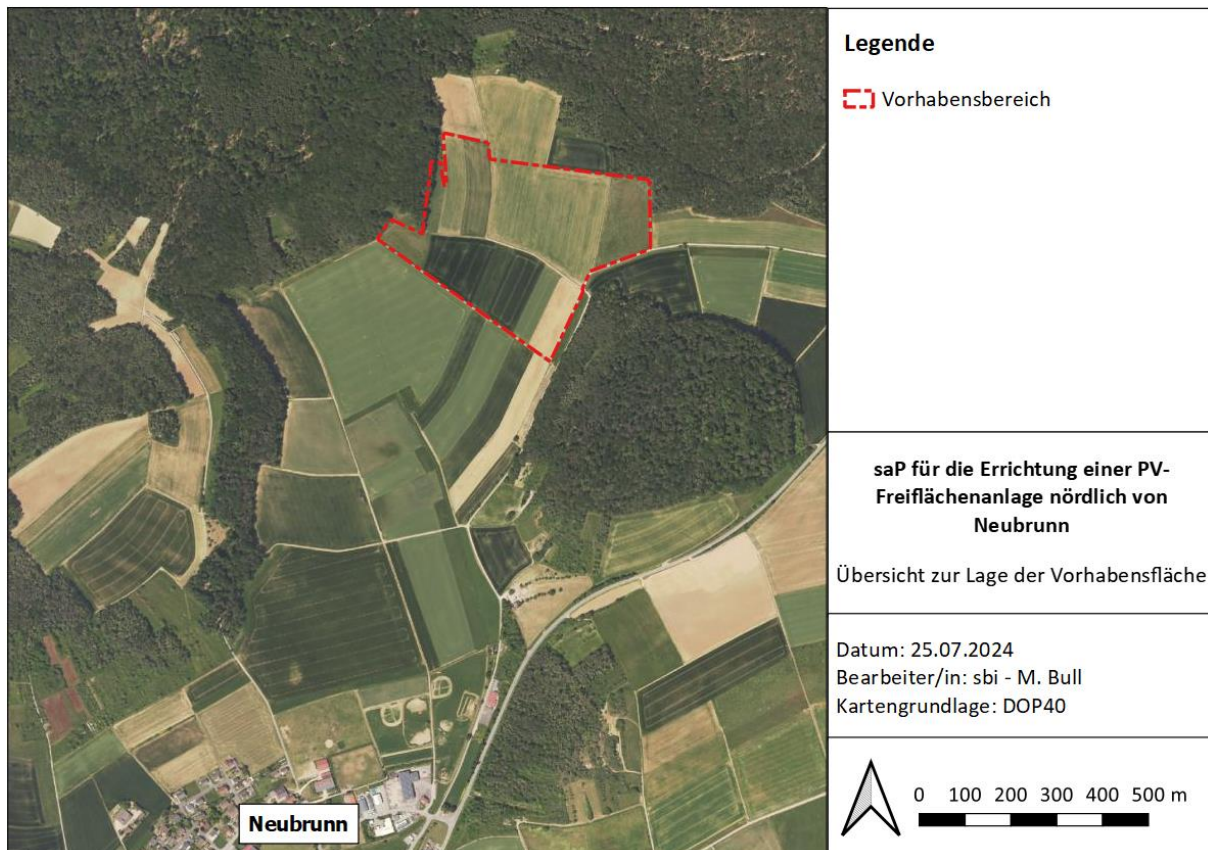 Legende
Vorhabensbereich
saP für die Errichtung einer PV-
Freiflächenanlage nördlich von
Neubrunn
Übersicht zur Lage der Vorhabensfläche
Datum: 25.07.2024
Bearbeiter/in: sbi - M. Bull
Kartengrundlage: DOP40
0 100 200 300 400 500 m
Neubrunn